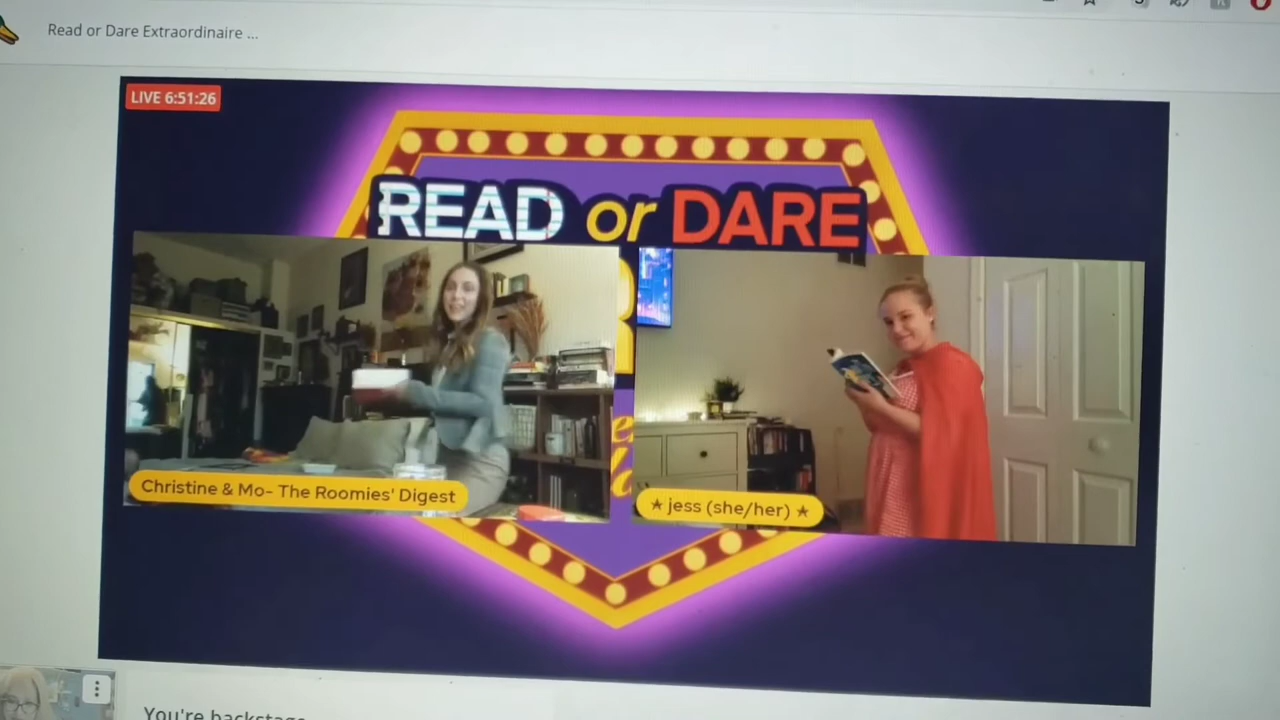 Read or Dare Extraordinaire ...
LIVE 6:51:26
READ or DARE
Christine & Mo- The Roomies' Digest
★ jess (she/her) ★
You're backstage